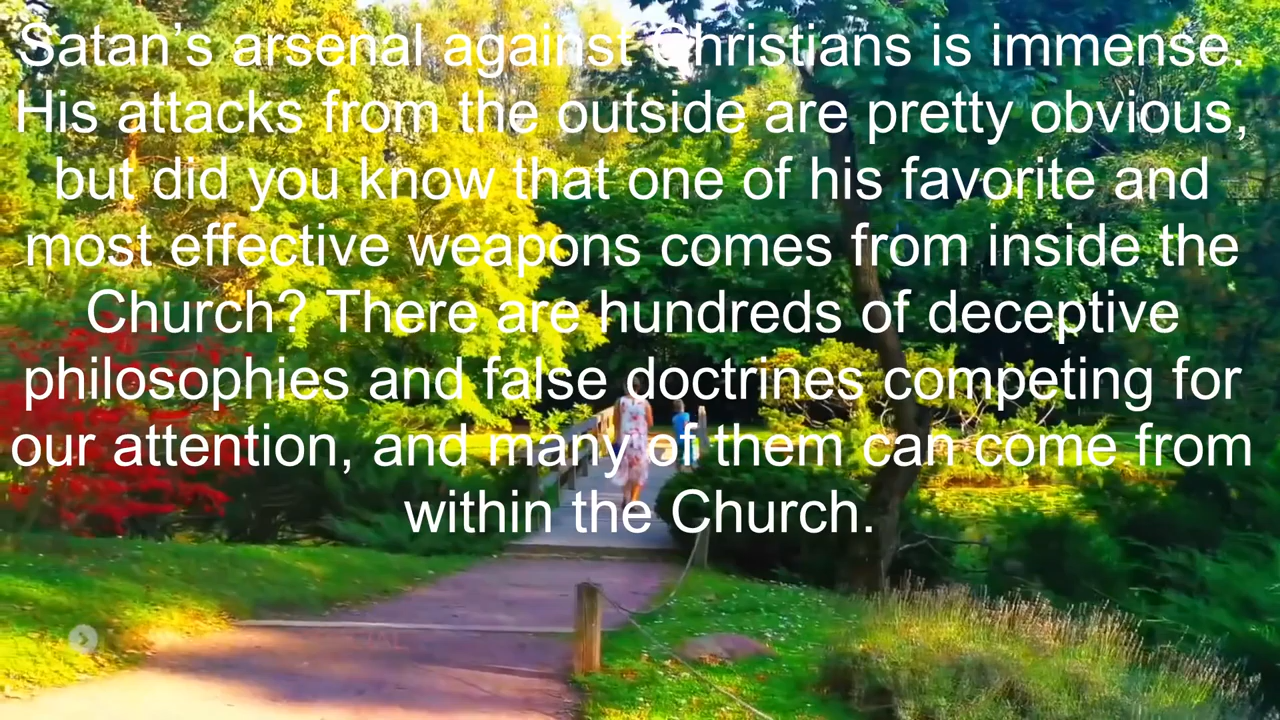 Satan's arsenal against Christians is immense.
His attacks from the outside are pretty obvious,
but did you know that one of his favorite and
most effective weapons comes from inside the
Church? There are hundreds of deceptive
philosophies and false doctrines competing for
our attention, and many of them can come from
within the Church.